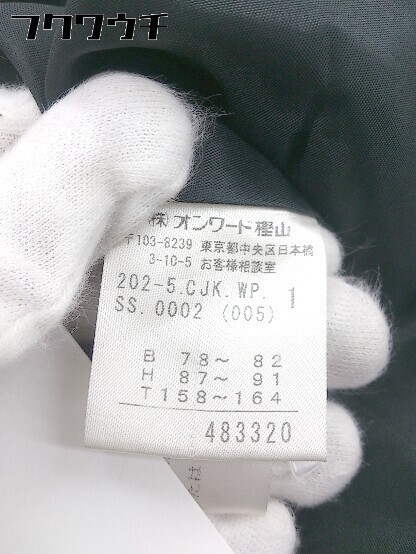 フクウウチ
(株)オンワード樫山
〒103-8239 東京都中央区日本橋
3-10-5 お客様相談室
202-5.CJK.WP. 1
SS.0002 (005)
B 78～ 82
H 87～ 91
T 158～164
483320